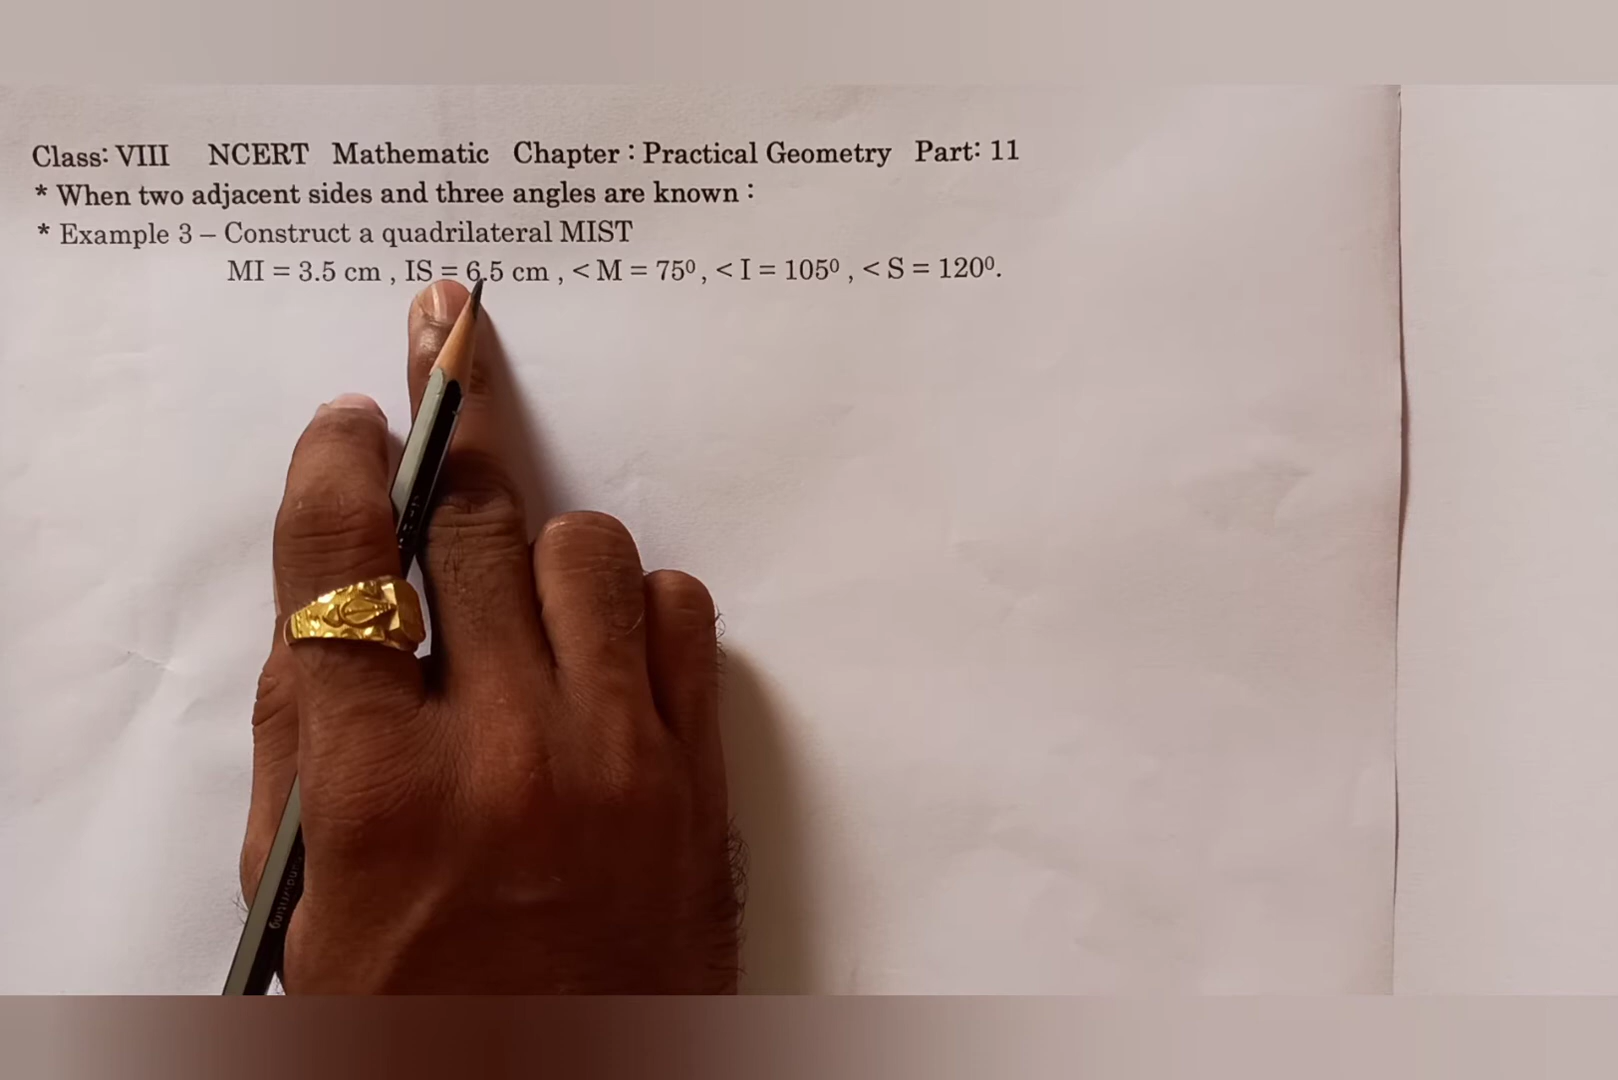 Class: VIII NCERT Mathematic Chapter : Practical Geometry Part: 11
* When two adjacent sides and three angles are known :
* Example 3 – Construct a quadrilateral MIST
MI = 3.5 cm , IS = 6.5 cm , < M = 75⁰ , < I = 105⁰ , < S = 120⁰.